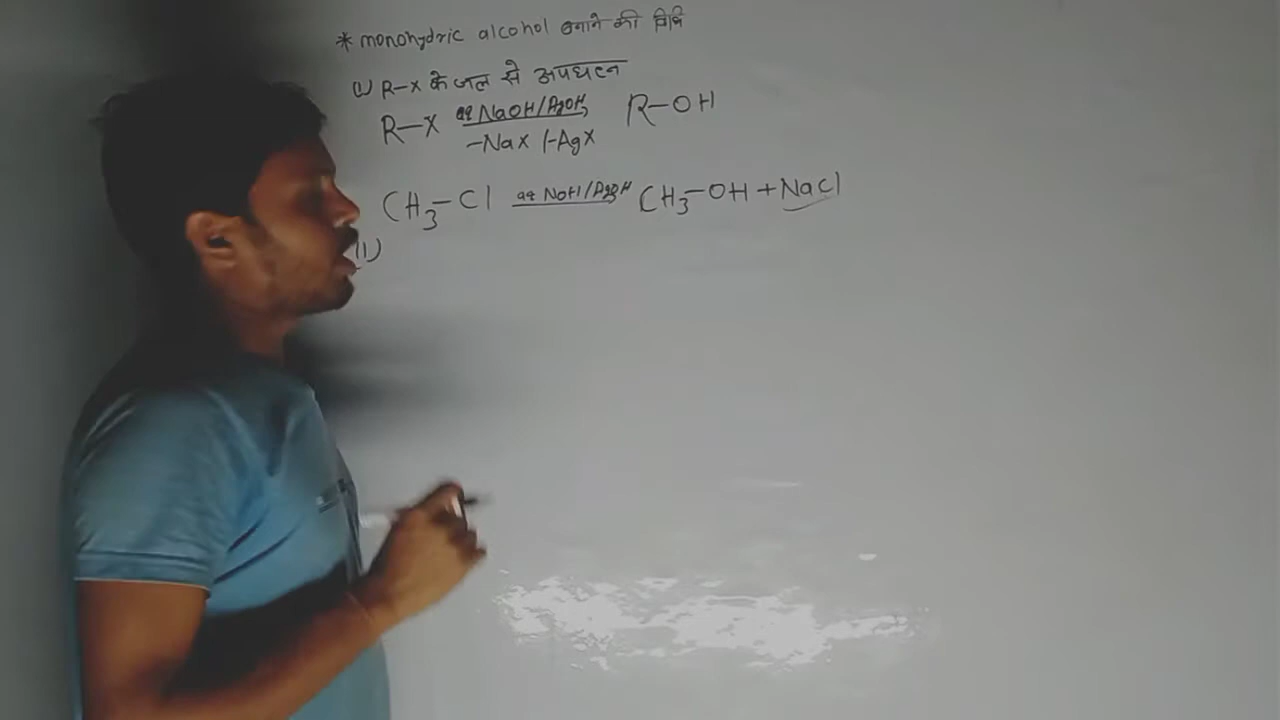 * monohydric alcohol बनाने की विधि
(1) R-X के जल से अपघटन
R-X aq NaOH/AgOH R-OH
-NaX /-AgX
CH3-Cl aq NaOH/AgOH CH3-OH + NaCl
(1)